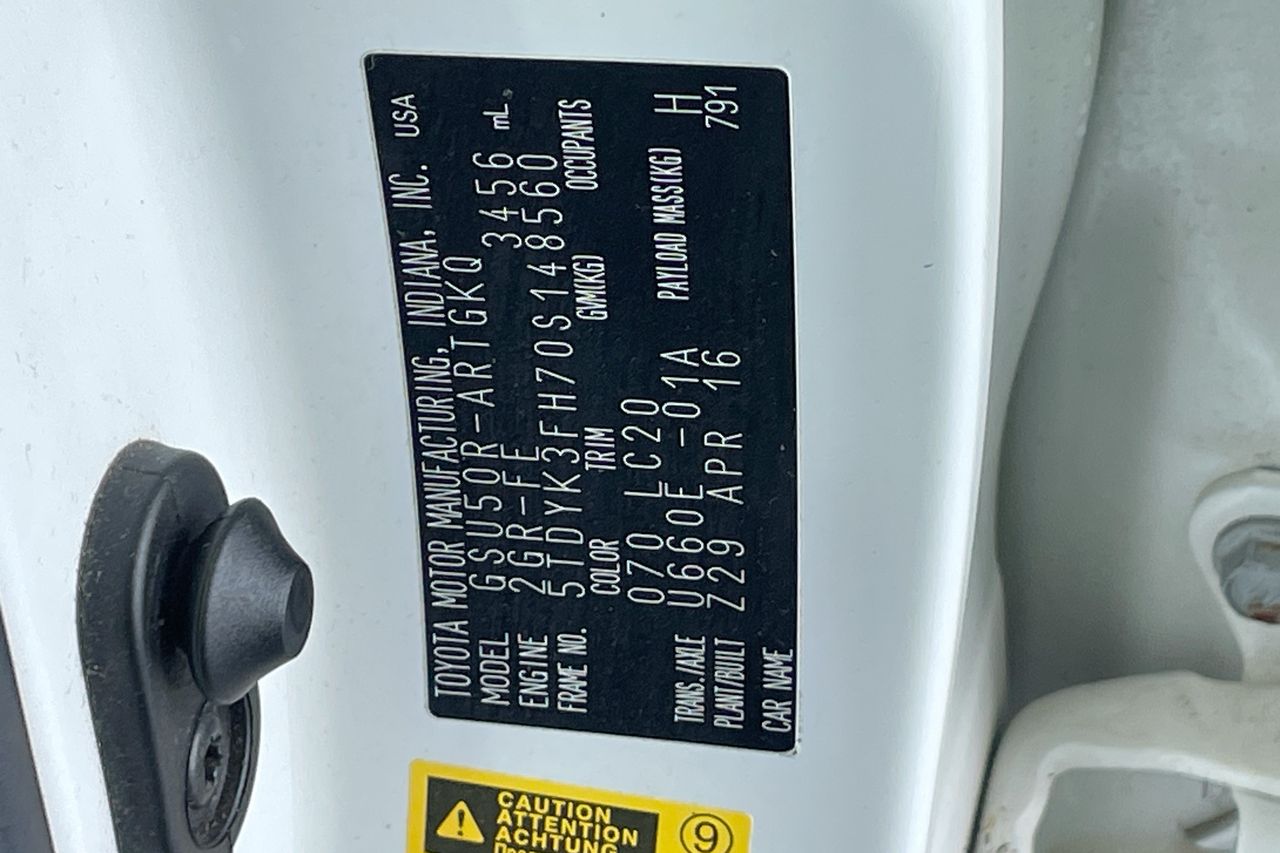 TOYOTA MOTOR MANUFACTURING, INDIANA, INC. USA
MODEL GSU50R-ARTGKQ 3456 mL
ENGINE 2GR-FE
FRAME NO. 5TDYK3FH70S148560
COLOR TRIM GVM(KG) OCCUPANTS
070 LC20
TRANS/AXLE U660E -01A PAYLOAD MASS(KG) H
PLANT/BUILT Z29 APR 16 791
CAR NAME
CAUTION
ATTENTION
ACHTUNG
9